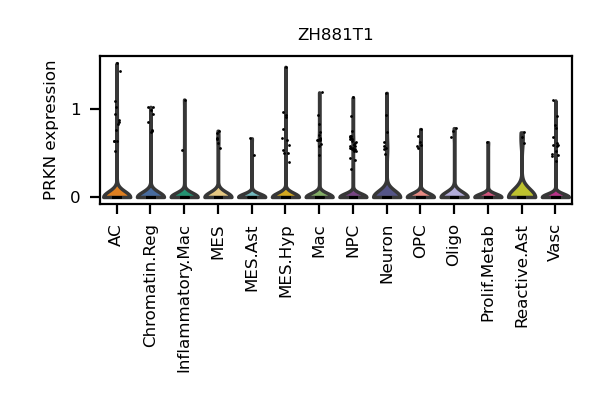 ZH881T1
PRKN expression
1
0
AC
Chromatin.Reg
Inflammatory.Mac
MES
MES.Ast
MES.Hyp
Mac
NPC
Neuron
OPC
Oligo
Prolif.Metab
Reactive.Ast
Vasc